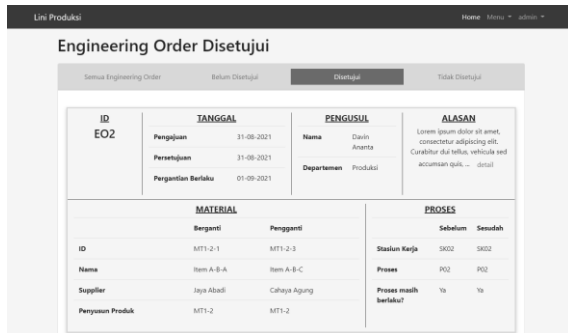 Lini Produksi Home Menu admin
Engineering Order Disetujui
Semua Engineering Order Belum Disetujui Disetujui Tidak Disetujui
ID
EO2
TANGGAL
Pengajuan 31-08-2021
Persetujuan 31-08-2021
Pergantian Berlaku 01-09-2021
PENGUSUL
Nama Davin
Ananta
Departemen Produksi
ALASAN
Lorem ipsum dolor sit amet,
consectetur adipiscing elit.
Curabitur dui tellus, vehicula sed
accumsan quis, ... detail
MATERIAL
Berganti Pengganti
ID MT1-2-1 MT1-2-3
Nama Item A-B-A Item A-B-C
Supplier Jaya Abadi Cahaya Agung
Penyusun Produk MT1-2 MT1-2
PROSES
Sebelum Sesudah
Stasiun Kerja SK02 SK02
Proses P02 P02
Proses masih Ya Ya
berlaku?